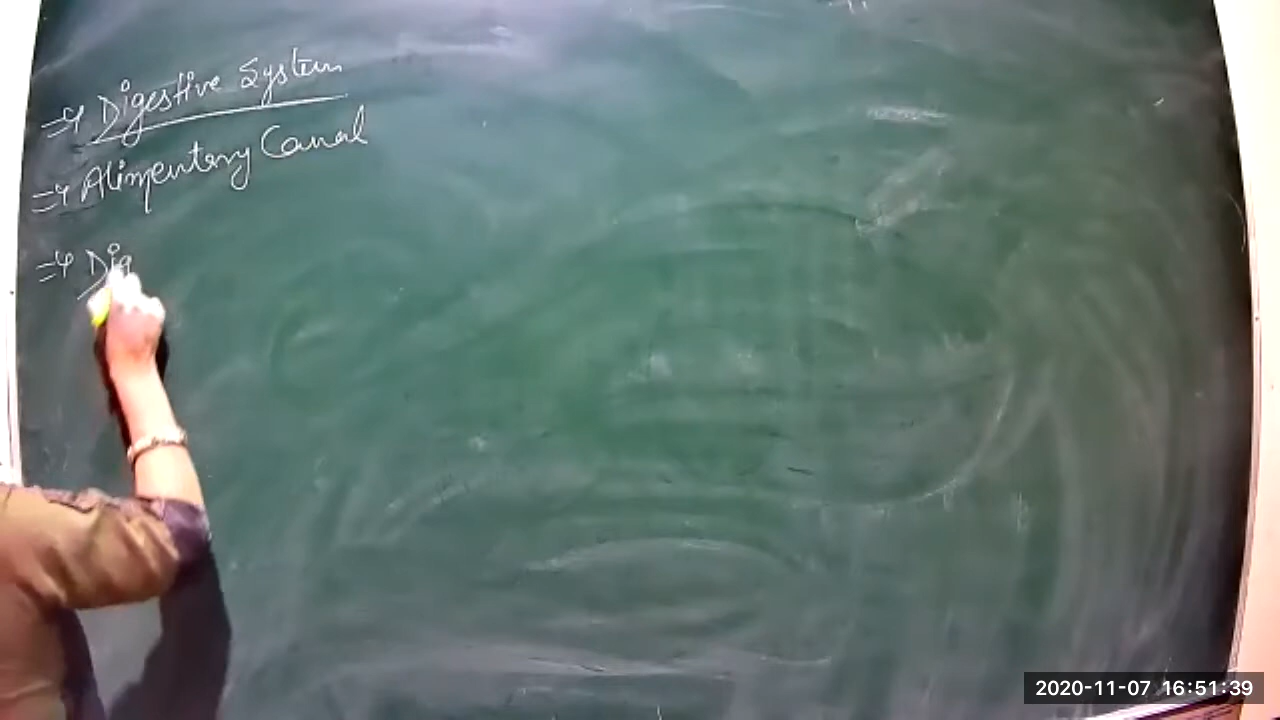 ⇒ Digestive System
⇒ Alimentary Canal
⇒ Dig
2020-11-07 16:51:39